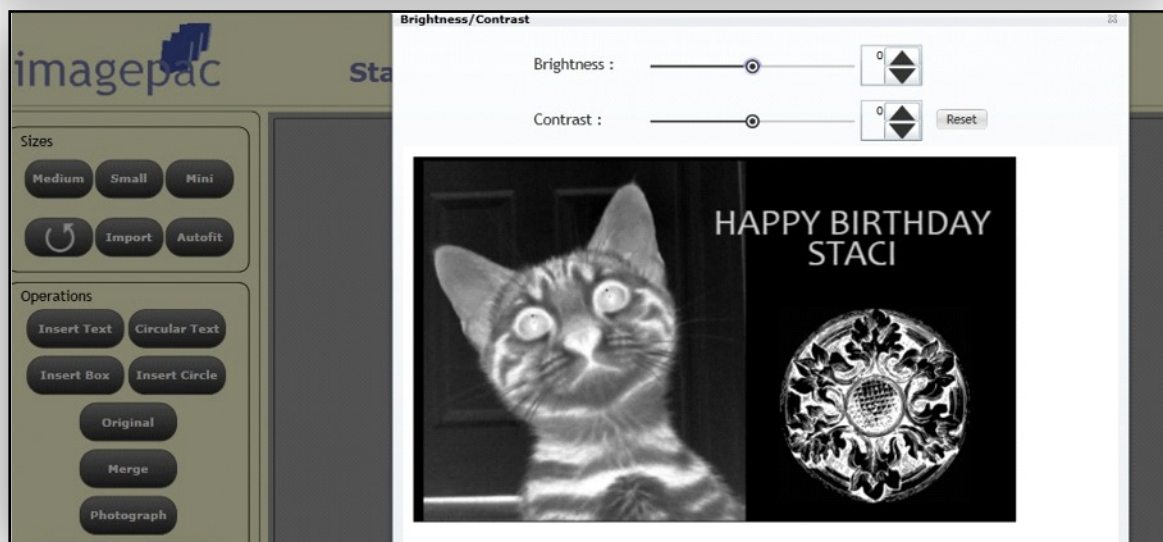 imagepac
Sta
Sizes
Medium Small Mini
Import Autofit
Operations
Insert Text Circular Text
Insert Box Insert Circle
Original
Merge
Photograph
Brightness/Contrast
Brightness :
0
Contrast :
0
Reset
HAPPY BIRTHDAY
STACI